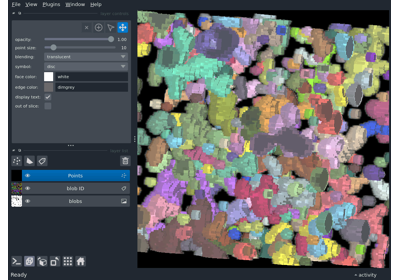 File View Plugins Window Help
opacity: 1.00
point size: 10
blending: translucent
symbol: disc
face color: white
edge color: dimgrey
display text:
out of slice:
Points
blob ID
blobs
Ready
activity